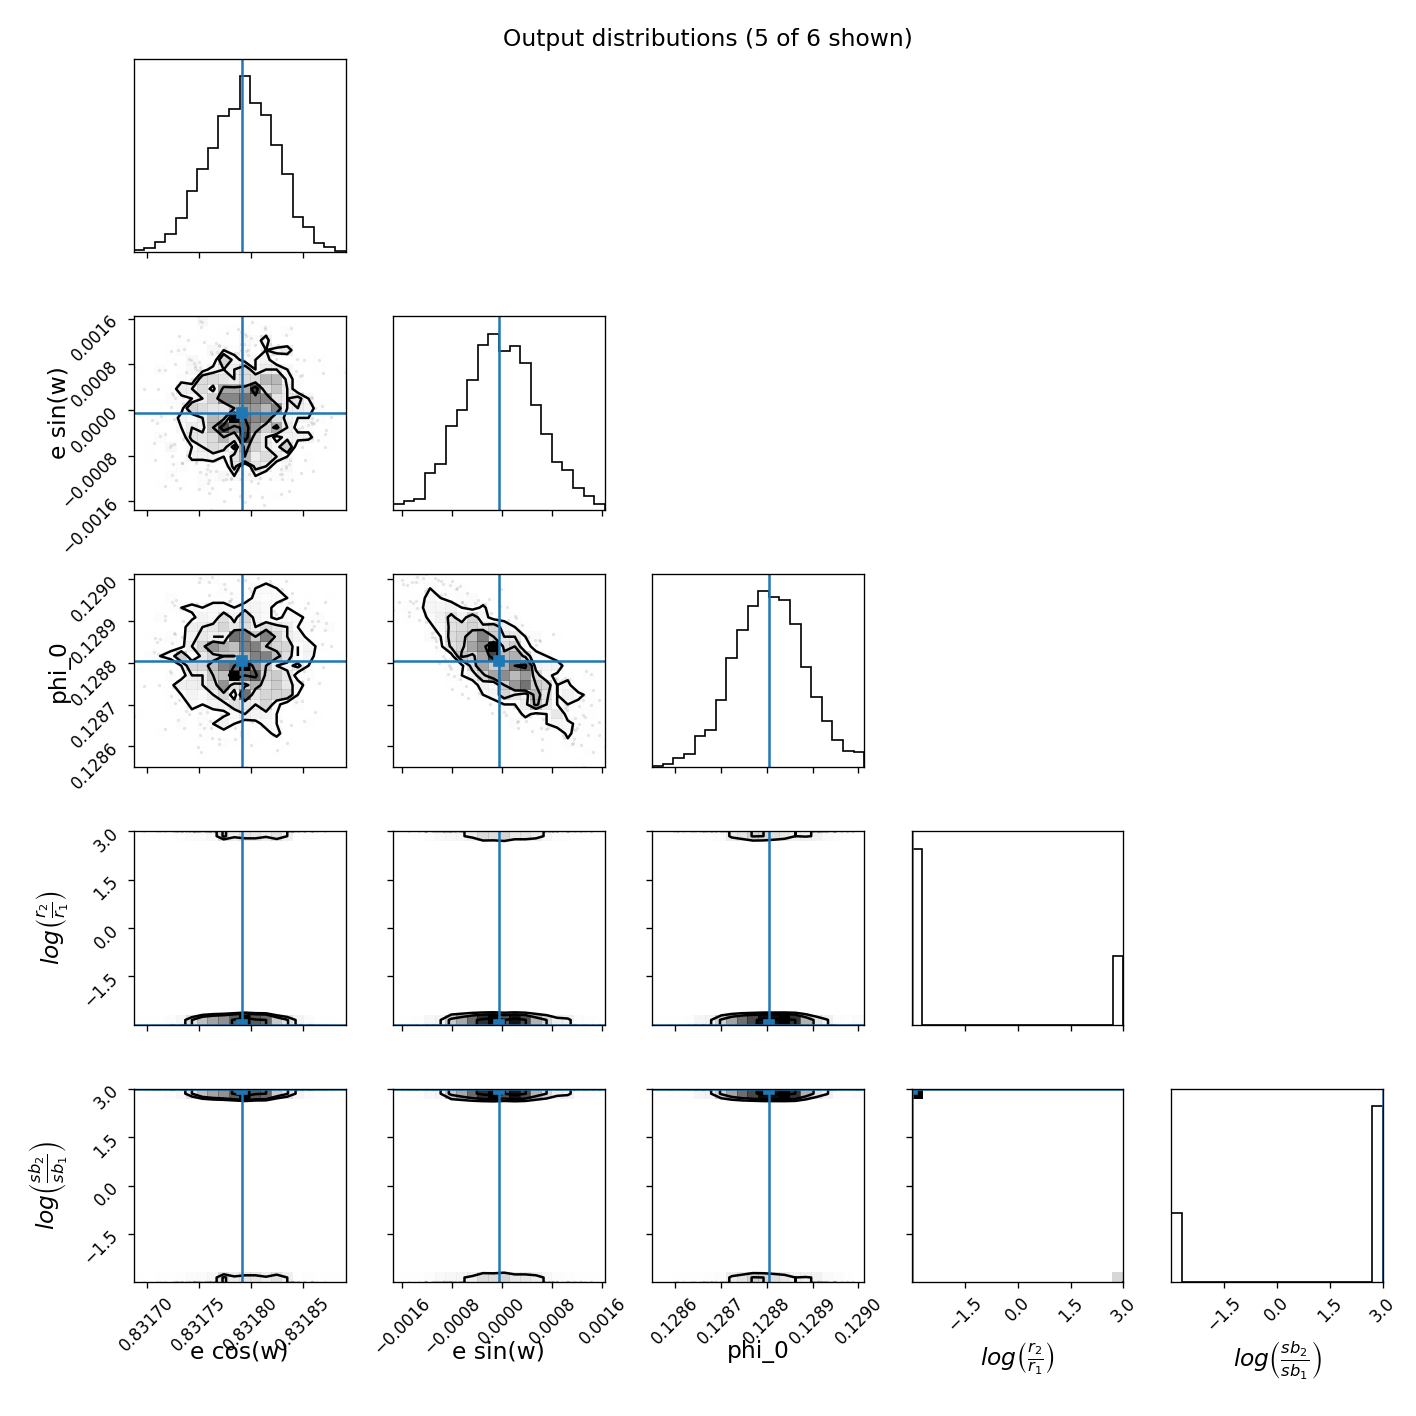 Output distributions (5 of 6 shown)
0.0016
0.0008
0.0000
−0.0008
−0.0016
e sin(w)
0.1290
0.1289
0.1288
0.1287
0.1286
phi_0
3.0
1.5
0.0
−1.5
log(r₂/r₁)
3.0
1.5
0.0
−1.5
log(sb₂/sb₁)
0.83170 0.83175 0.83180 0.83185 −0.0016 −0.0008 0.0000 0.0008 0.0016 0.1286 0.1287 0.1288 0.1289 0.1290 −1.5 0.0 1.5 3.0 −1.5 0.0 1.5 3.0
e cos(w) e sin(w) phi_0 log(r₂/r₁) log(sb₂/sb₁)